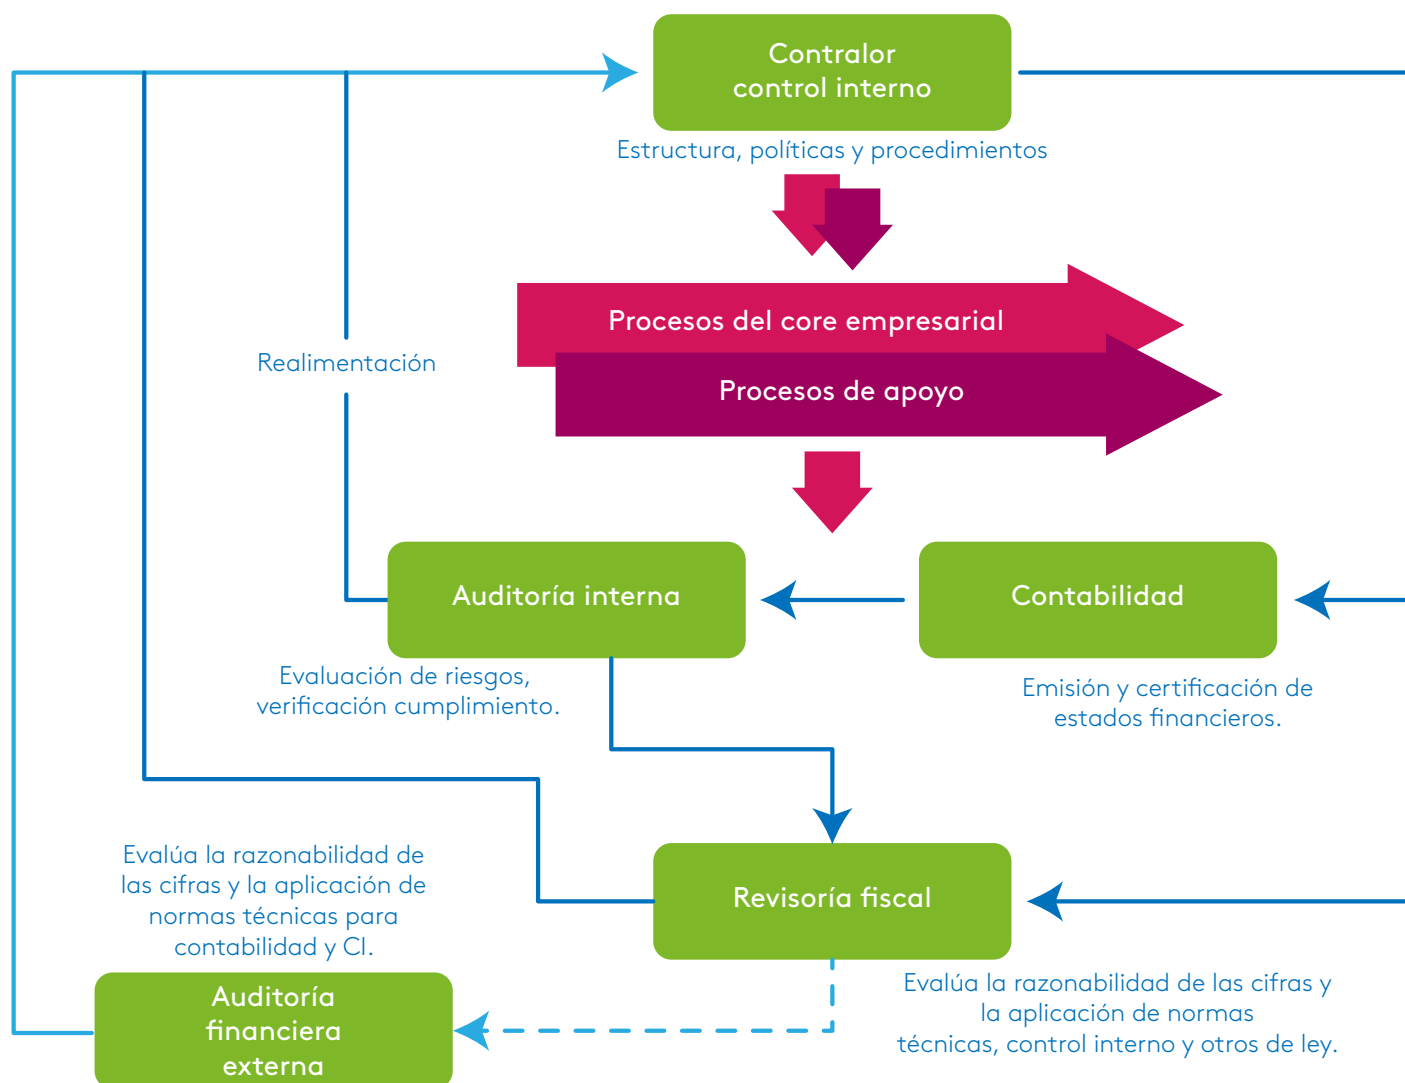 Contralor
control interno
Estructura, políticas y procedimientos
Procesos del core empresarial
Realimentación
Procesos de apoyo
Auditoría interna
Contabilidad
Evaluación de riesgos,
verificación cumplimiento.
Emisión y certificación de
estados financieros.
Evalúa la razonabilidad de
las cifras y la aplicación de
normas técnicas para
contabilidad y CI.
Revisoría fiscal
Evalúa la razonabilidad de las cifras y
la aplicación de normas
técnicas, control interno y otros de ley.
Auditoría
financiera
externa